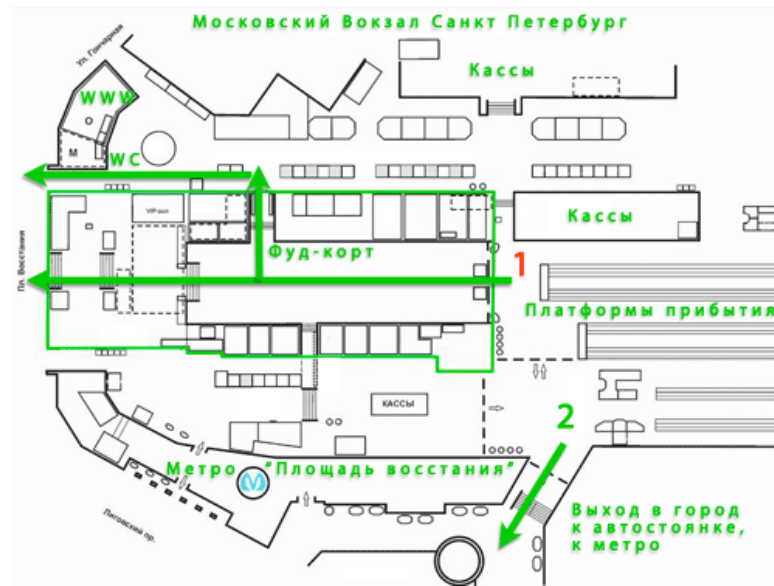 Московский Вокзал Санкт Петербург
Ул. Гончарная
Кассы
WWW
О
М
WC
VIP-зал
Кассы
Фуд-корт
1
Пл. Восстания
Платформы прибытия
КАССЫ
2
Метро "Площадь восстания"
Выход в город
к автостоянке,
к метро
Лиговский пр.